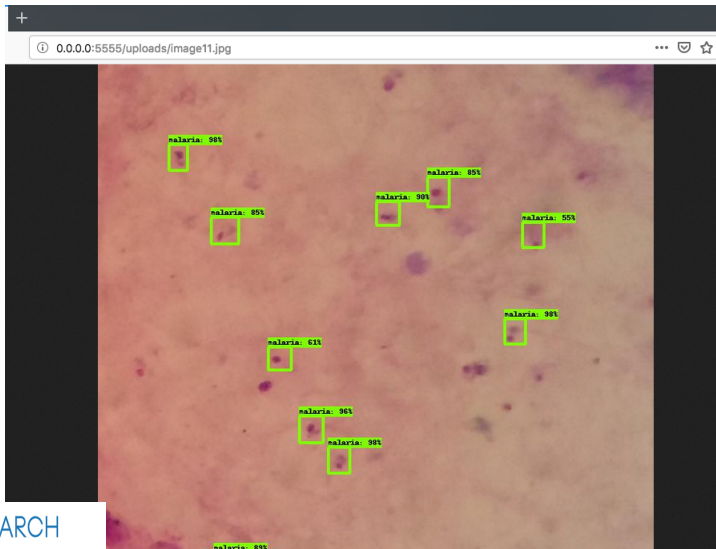 +
0.0.0.0:5555/uploads/image11.jpg
malaria: 98%
malaria: 85%
malaria: 90%
malaria: 85%
malaria: 55%
malaria: 98%
malaria: 61%
malaria: 96%
malaria: 98%
malaria: 89%
ARCH